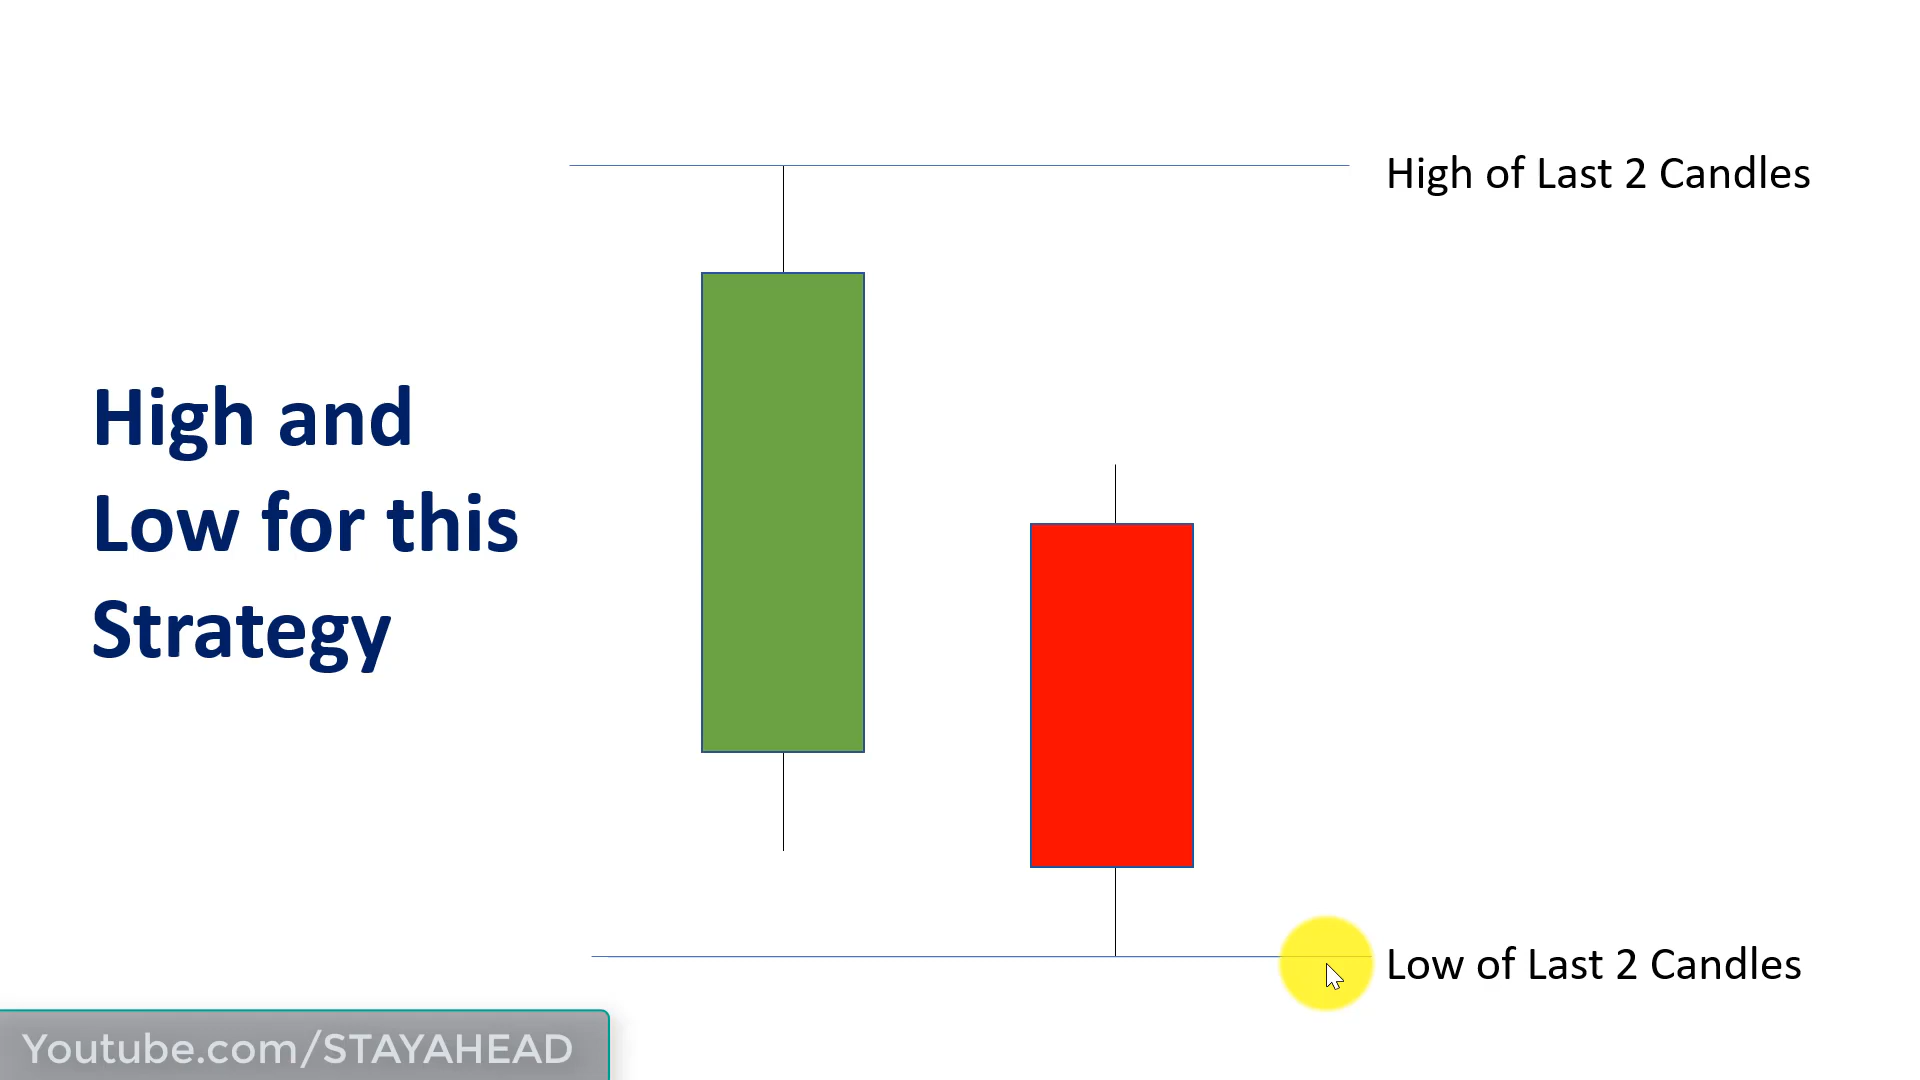 High of Last 2 Candles
High and
Low for this
Strategy
Low of Last 2 Candles
Youtube.com/STAYAHEAD